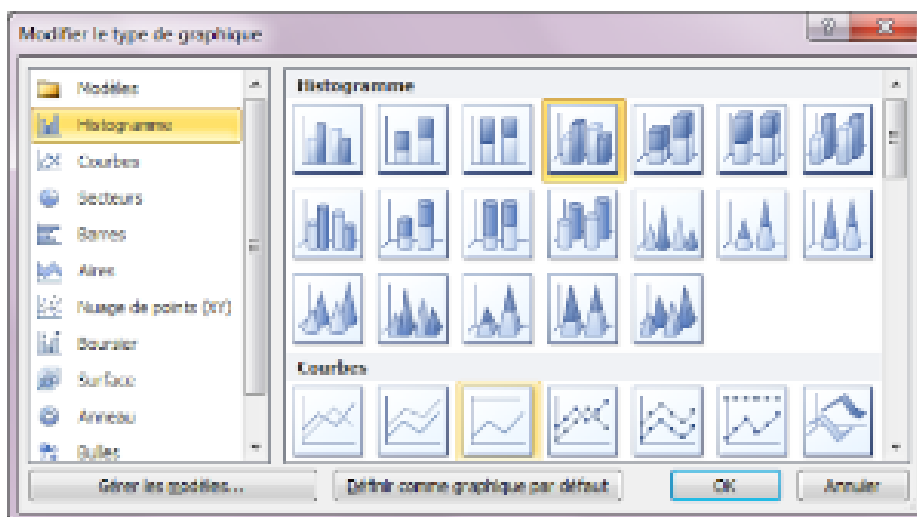 Modifier le type de graphique
Modèles
Histogramme
Courbes
Secteurs
Barres
Aires
Nuage de points (XY)
Boursier
Surface
Anneau
Bulles
Histogramme
Courbes
Gérer les modèles...
Définir comme graphique par défaut
OK
Annuler